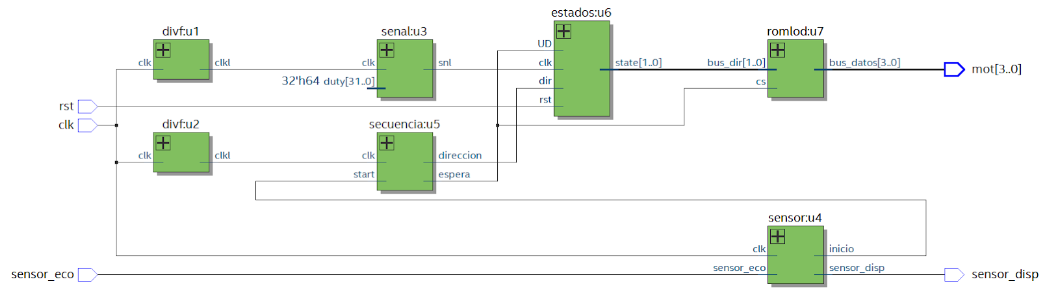 divf:u1
clk clkl
senal:u3
clk snl
32'h64 duty[31..0]
estados:u6
UD
clk state[1..0]
dir
rst
romlod:u7
bus_dir[1..0] bus_datos[3..0]
cs
mot[3..0]
rst
clk
divf:u2
clk clkl
secuencia:u5
clk direccion
start espera
sensor:u4
clk inicio
sensor_eco sensor_disp
sensor_eco
sensor_disp